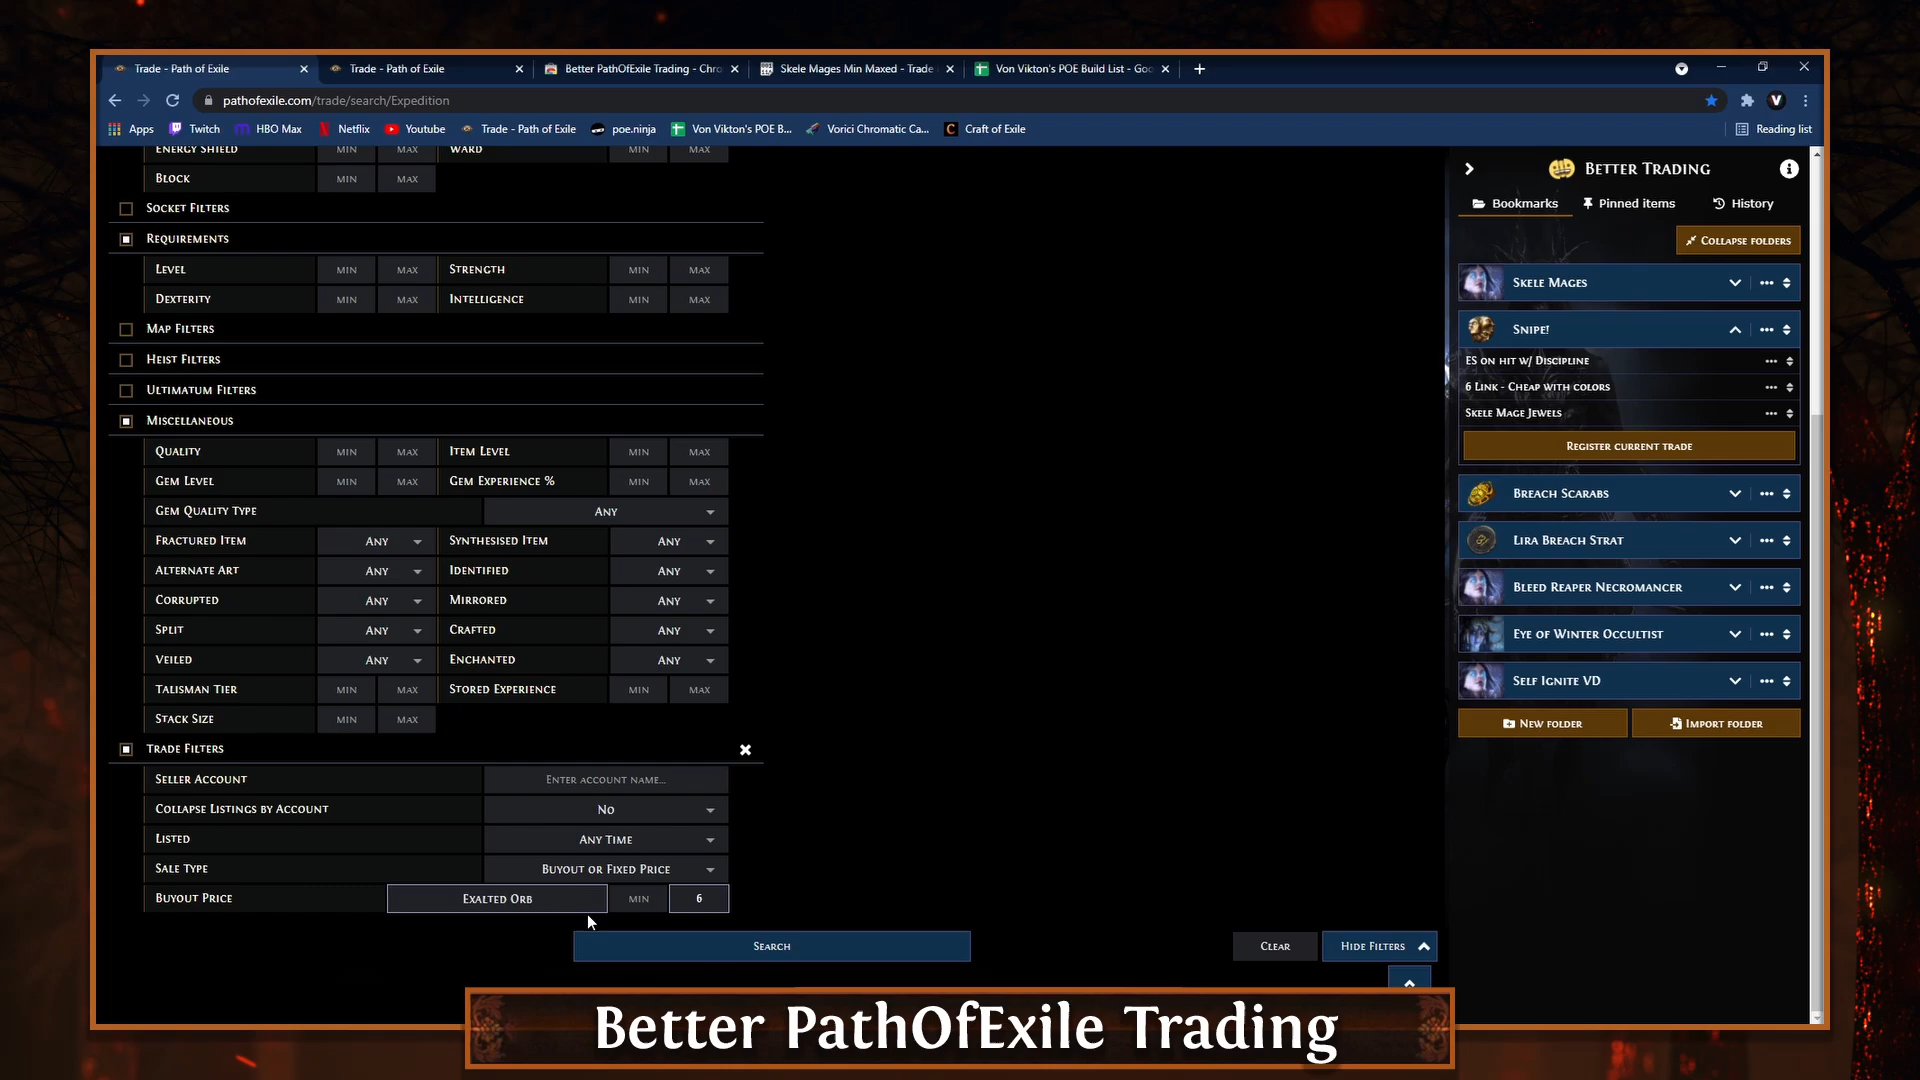 Trade - Path of Exile
Trade - Path of Exile
Better PathOfExile Trading - Chro
Skele Mages Min Maxed - Trade
Von Vikton's POE Build List - Goo
pathofexile.com/trade/search/Expedition
V
Apps
Twitch
HBO Max
Netflix
Youtube
Trade - Path of Exile
poe.ninja
Von Vikton's POE B...
Vorici Chromatic Ca...
Craft of Exile
Reading list
Energy Shield MIN MAX Ward MIN MAX
Block MIN MAX
Socket Filters
Requirements
Level MIN MAX Strength MIN MAX
Dexterity MIN MAX Intelligence MIN MAX
Map Filters
Heist Filters
Ultimatum Filters
Miscellaneous
Quality MIN MAX Item Level MIN MAX
Gem Level MIN MAX Gem Experience % MIN MAX
Gem Quality Type Any
Fractured Item Any Synthesised Item Any
Alternate Art Any Identified Any
Corrupted Any Mirrored Any
Split Any Crafted Any
Veiled Any Enchanted Any
Talisman Tier MIN MAX Stored Experience MIN MAX
Stack Size MIN MAX
Trade Filters
Seller Account Enter account name...
Collapse Listings by Account No
Listed Any Time
Sale Type Buyout or Fixed Price
Buyout Price Exalted Orb MIN 6
Search
Clear
Hide Filters
Better Trading
Bookmarks
Pinned items
History
Collapse folders
Skele Mages
Snipe!
ES on hit w/ Discipline
6 Link - Cheap with colors
Skele Mage Jewels
Register current trade
Breach Scarabs
Lira Breach Strat
Bleed Reaper Necromancer
Eye of Winter Occultist
Self Ignite VD
New folder
Import folder
Better PathOfExile Trading